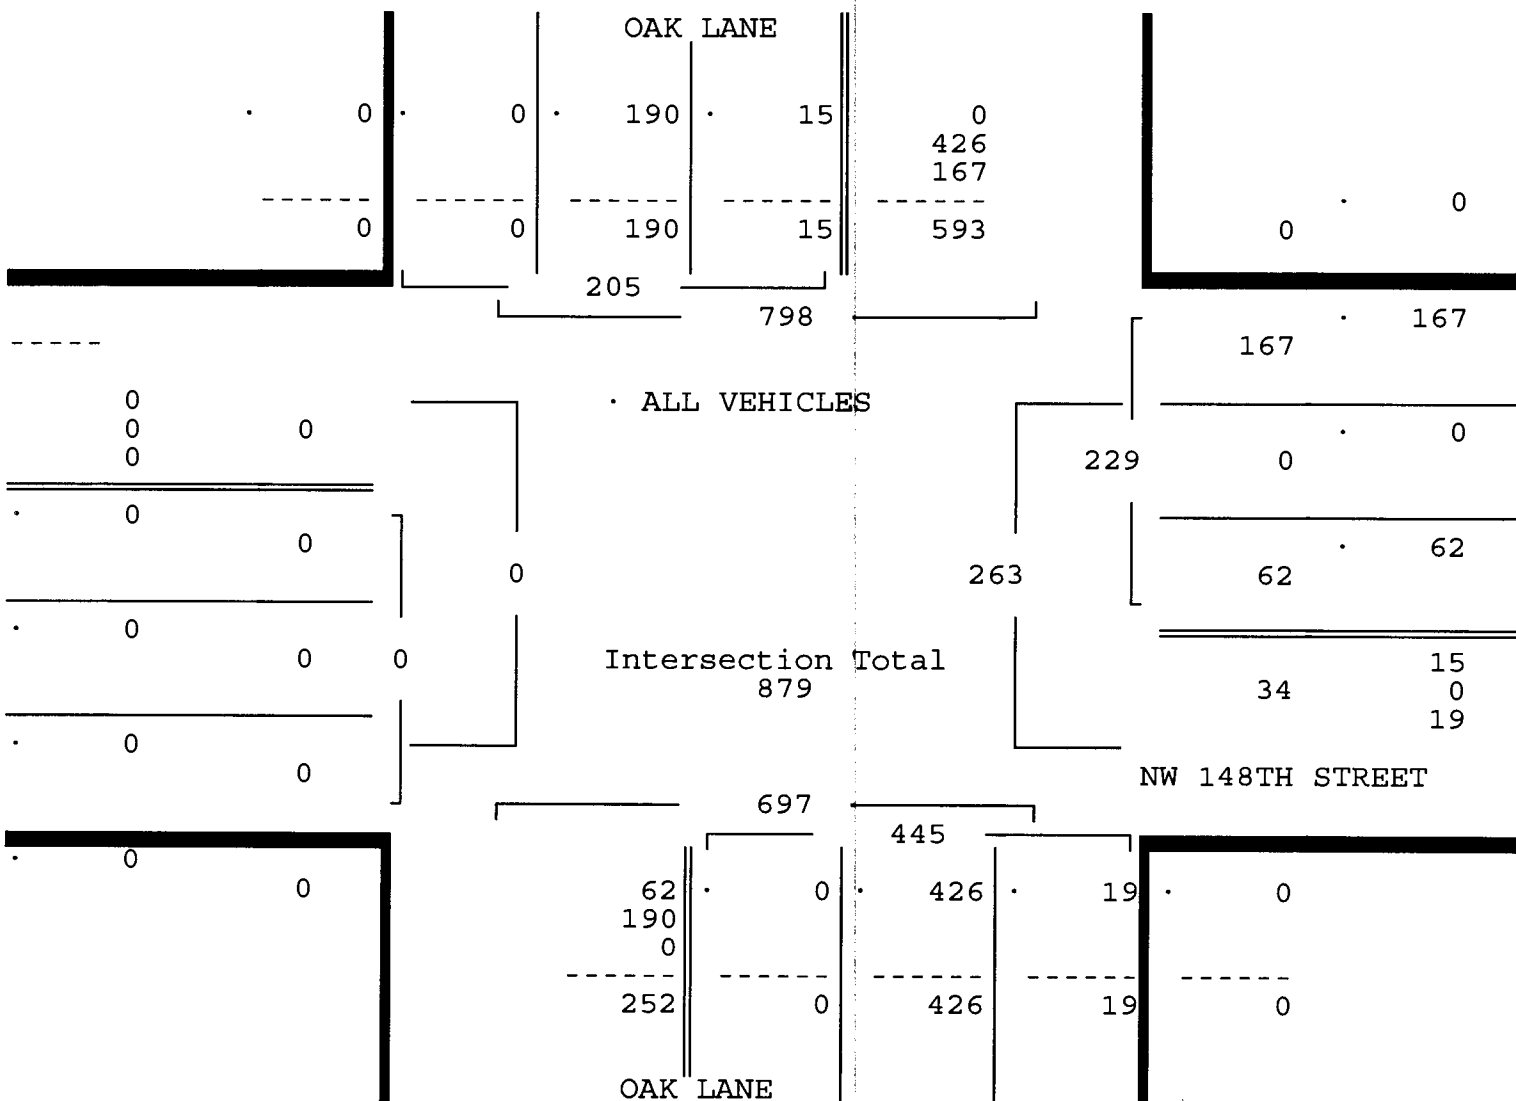 OAK LANE
0 0 190 15 0
426
167
0
0 0 190 15 593 0
205
798 167
167
0 ALL VEHICLES
0 0 0
0 229 0
0
0 62
0 263 62
0
0 0 Intersection Total 15
879 34 0
19
0
0 NW 148TH STREET
697
445
0
0 62 0 426 19 0
190
0
252 0 426 19 0
OAK LANE